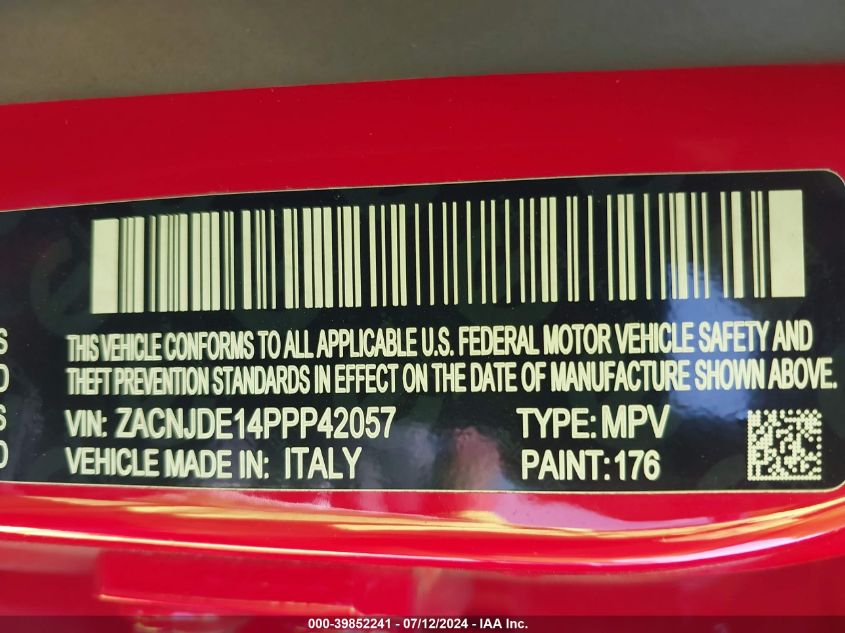 THIS VEHICLE CONFORMS TO ALL APPLICABLE U.S. FEDERAL MOTOR VEHICLE SAFETY AND
THEFT PREVENTION STANDARDS IN EFFECT ON THE DATE OF MANUFACTURE SHOWN ABOVE.
VIN: ZACNJDE14PPP42057 TYPE: MPV
VEHICLE MADE IN: ITALY PAINT: 176
000-39852241 - 07/12/2024 - IAA Inc.